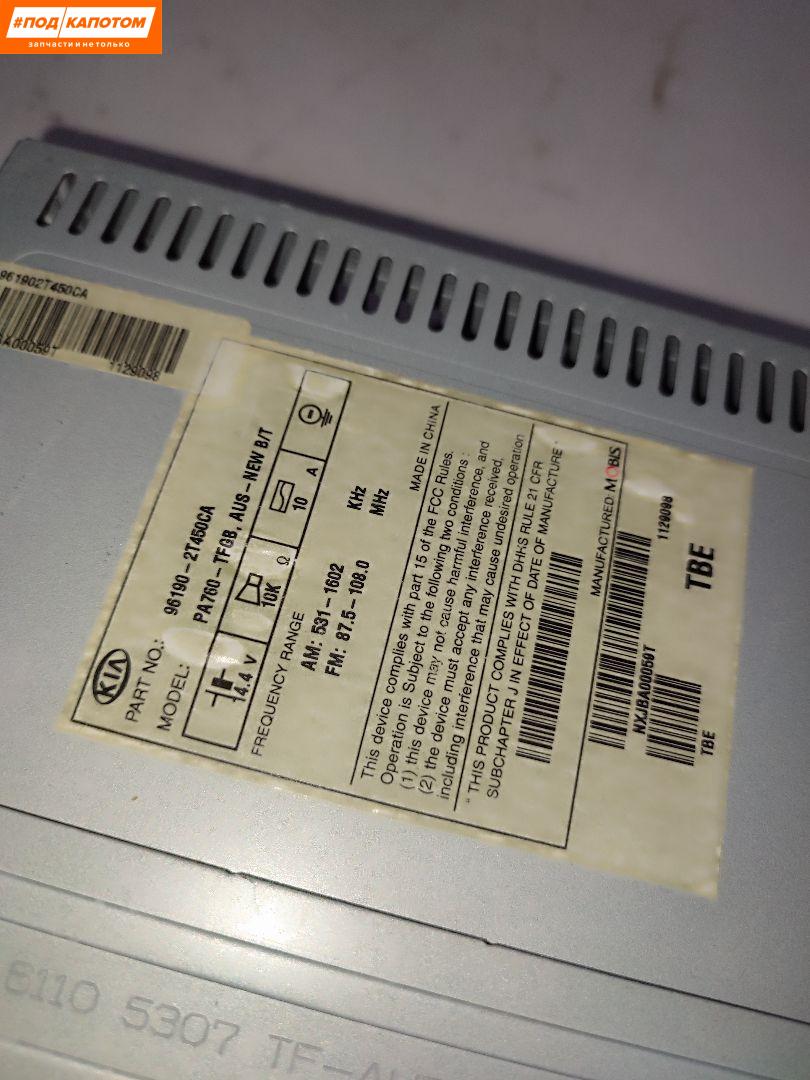 #ПОД КАПОТОМ
запчасти и не только
961902T450CA
A00059T
1129098
KIA
PART NO.: 96190-2T450CA
MODEL: PA760-TFGB, AUS-NEW B/T
14.4 V 10K Ω 10 A
FREQUENCY RANGE
AM: 531-1602 KHz
FM: 87.5-108.0 MHz
MADE IN CHINA
This device complies with part 15 of the FCC Rules.
Operation is Subject to the following two conditions :
(1) this device may not cause harmful interference, and
(2) the device must accept any interference received,
including interference that may cause undesired operation
" THIS PRODUCT COMPLIES WITH DHHS RULE 21 CFR
SUBCHAPTER J IN EFFECT OF DATE OF MANUFACTURE "
MANUFACTURED: MOBIS
NXJBA00059T
1129098
TBE
TBE
6110 5307 TF-